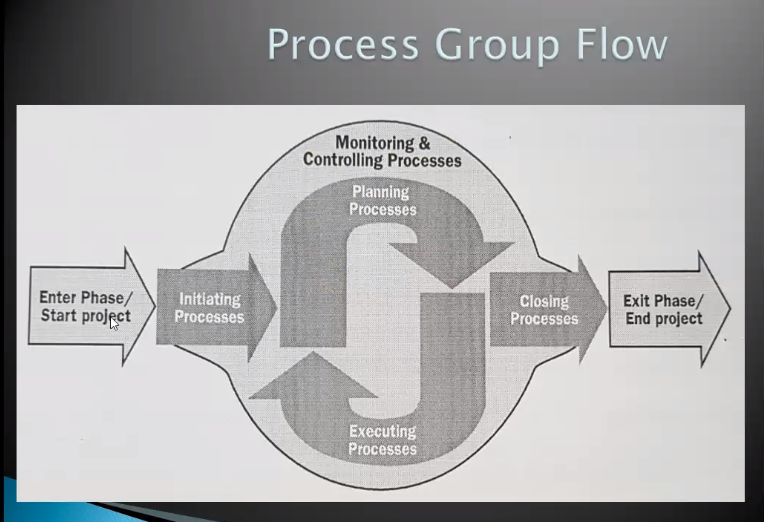 Process Group Flow
Monitoring &
Controlling Processes
Planning
Processes
Enter Phase/
Start project
Initiating
Processes
Closing
Processes
Exit Phase/
End project
Executing
Processes